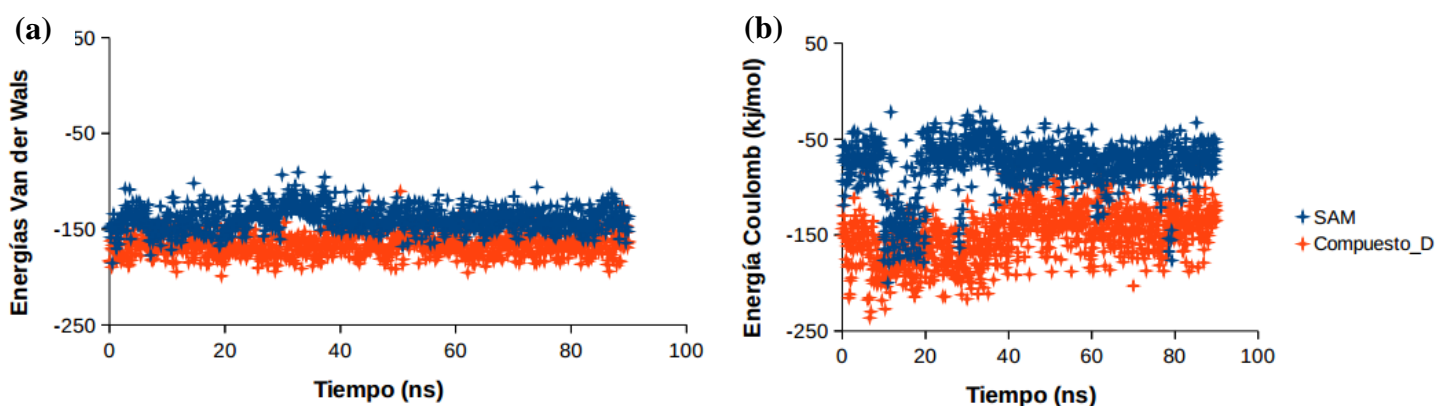 (a)
Energías Van der Wals
50
-50
-150
-250
0
20
40
60
80
100
Tiempo (ns)
(b)
Energía Coulomb (kj/mol)
50
-50
-150
-250
0
20
40
60
80
100
Tiempo (ns)
SAM
Compuesto_D